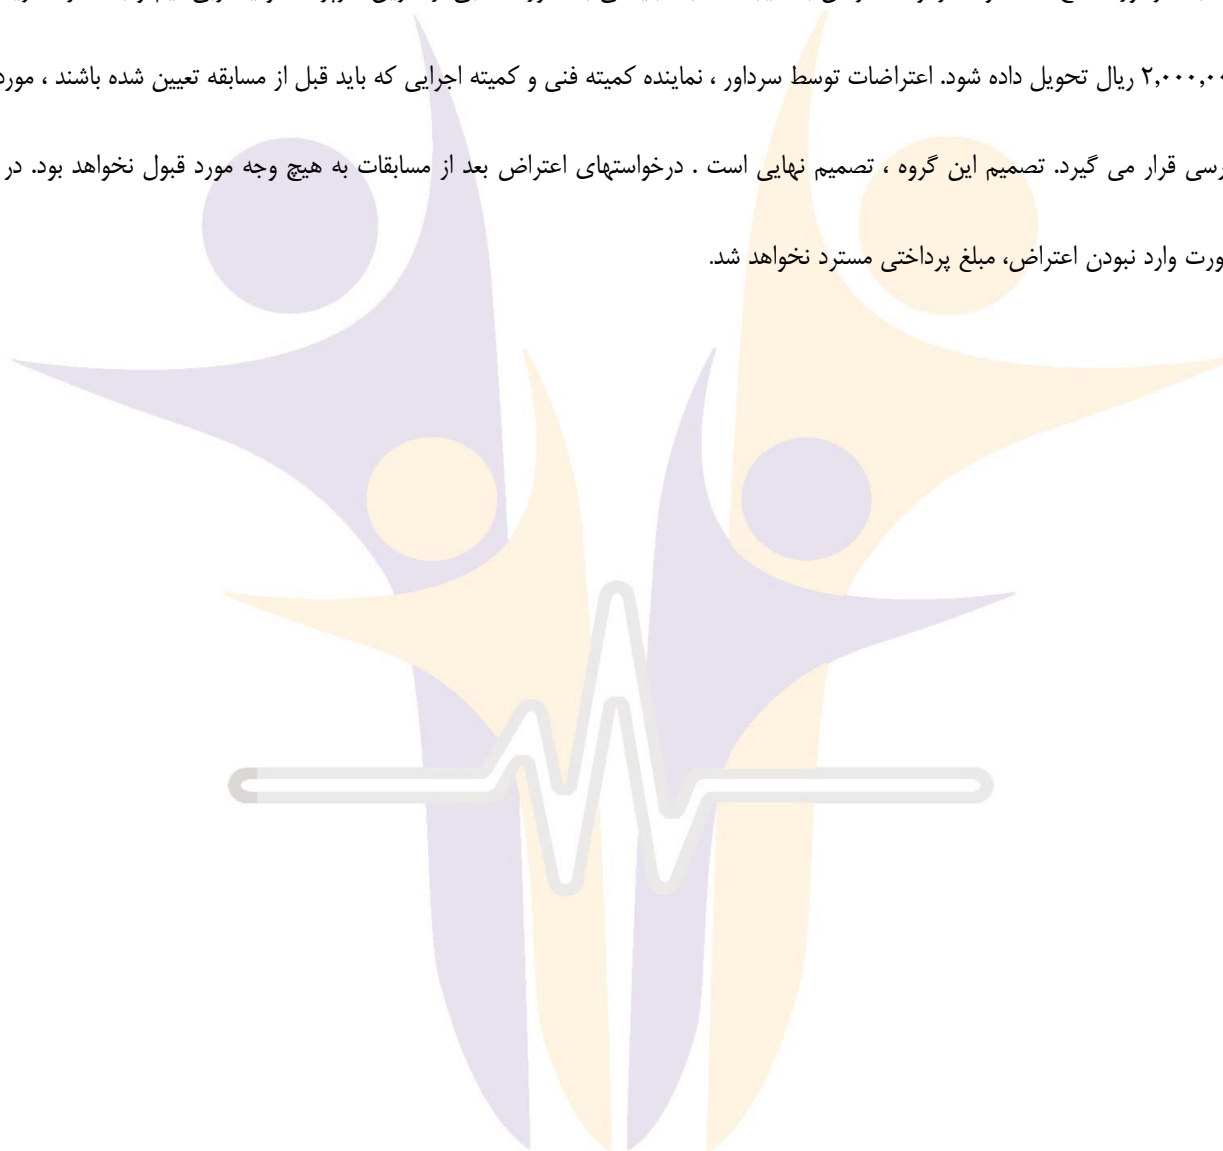 ۲,۰۰۰,۰۰ ریال تحویل داده شود. اعتراضات توسط سرداور ، نماینده کمیته فنی و کمیته اجرایی که باید قبل از مسابقه تعیین شده باشند ، مورد
رسی قرار می گیرد. تصمیم این گروه ، تصمیم نهایی است . درخواستهای اعتراض بعد از مسابقات به هیچ وجه مورد قبول نخواهد بود. در
ورت وارد نبودن اعتراض، مبلغ پرداختی مسترد نخواهد شد.